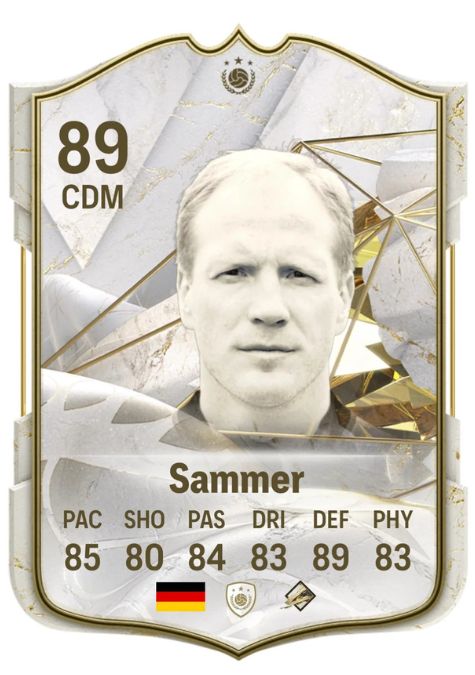 89
CDM
Sammer
PAC SHO PAS DRI DEF PHY
85 80 84 83 89 83